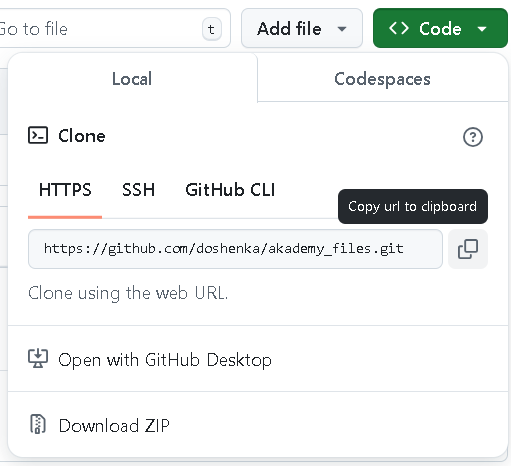 Go to file
t
Add file
Code
Local
Codespaces
Clone
HTTPS
SSH
GitHub CLI
Copy url to clipboard
https://github.com/doshenka/akademy_files.git
Clone using the web URL.
Open with GitHub Desktop
Download ZIP